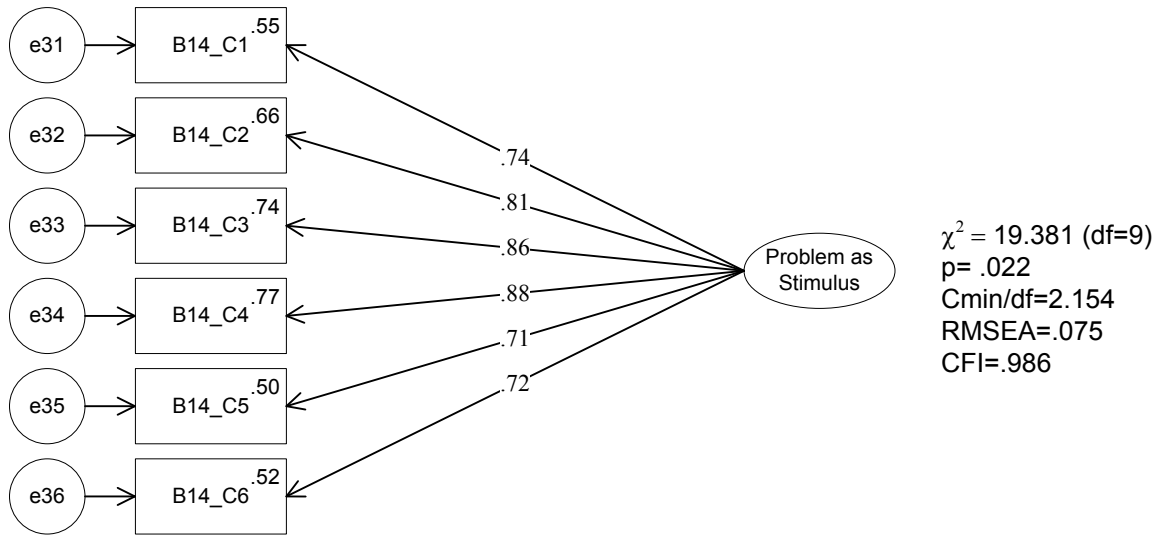 e31
B14_C1
.55
e32
B14_C2
.66
e33
B14_C3
.74
e34
B14_C4
.77
e35
B14_C5
.50
e36
B14_C6
.52
.74
.81
.86
.88
.71
.72
Problem as
Stimulus
χ² = 19.381 (df=9)
p= .022
Cmin/df=2.154
RMSEA=.075
CFI=.986